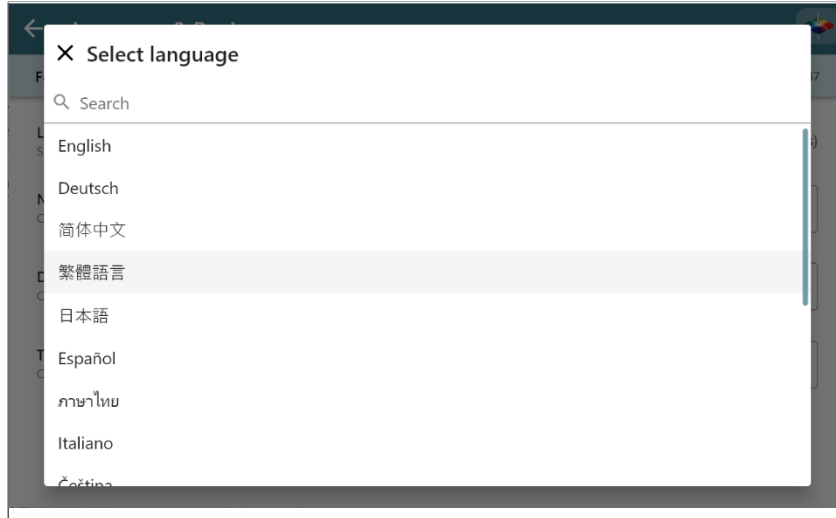 Select language
Search
English
Deutsch
简体中文
繁體語言
日本語
Español
ภาษาไทย
Italiano
Čeština